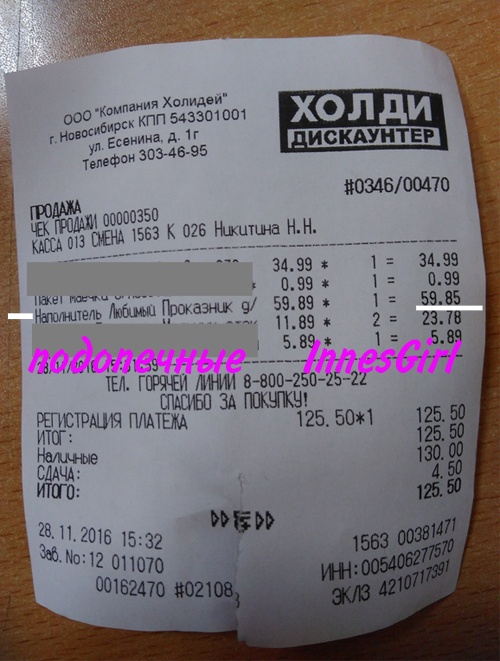 ООО "Компания Холидей"
г. Новосибирск КПП 543301001
ул. Есенина, д. 1г
Телефон 303-46-95
ХОЛДИ
ДИСКАУНТЕР
#0346/00470
ПРОДАЖА
ЧЕК ПРОДАЖИ 00000350
КАССА 013 СМЕНА 1563 К 026 Никитина Н.Н.
34.99 * 1 = 34.99
Пакет маечка 0.99 * 1 = 0.99
Наполнитель Любимый Проказник д/ 59.89 * 1 = 59.85
11.89 * 2 = 23.78
5.89 * 1 = 5.89
подопечные InnesGirl
ТЕЛ. ГОРЯЧЕЙ ЛИНИИ 8-800-250-25-22
СПАСИБО ЗА ПОКУПКУ!
РЕГИСТРАЦИЯ ПЛАТЕЖА 125.50*1 125.50
ИТОГ: 125.50
Наличные 130.00
СДАЧА: 4.50
ИТОГО: 125.50
28.11.2016 15:32 1563 00381471
Зав.No:12 011070 ИНН:005406277570
00162470 #02108 ЭКЛЗ 4210717391